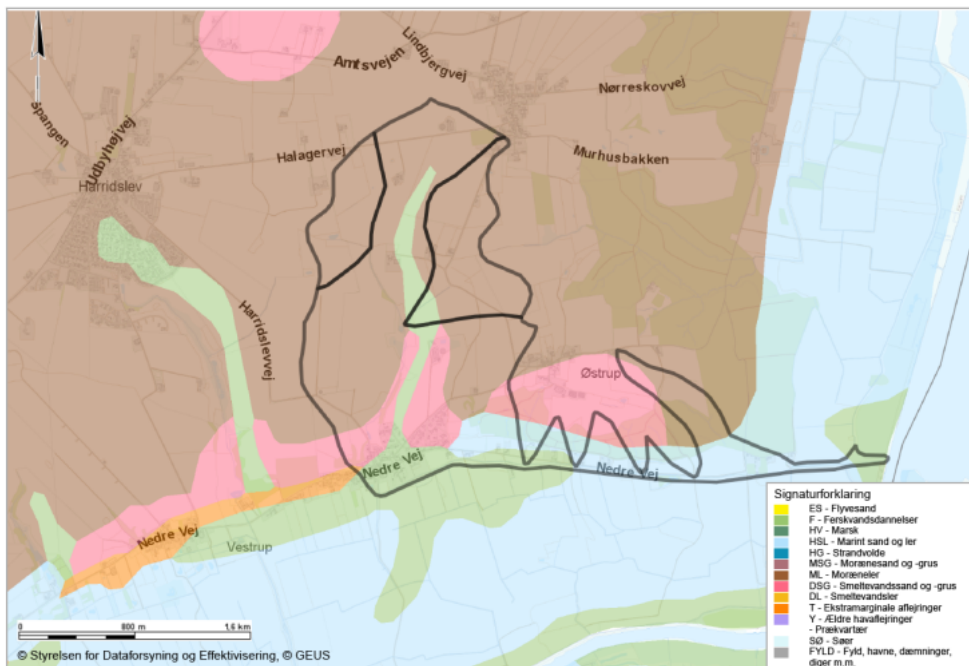 Amtsvejen
Lindbjergvej
Nørreskovvej
Spangen
Udbyhøjvej
Halagervej
Murhusbakken
Harridslev
Harridslevvej
Østrup
Nedre Vej
Nedre Vej
Nedre Vej
Vestrup
Signaturforklaring
ES - Flyvesand
F - Ferskvandsdannelser
HV - Marsk
HSL - Marint sand og ler
HG - Strandvolde
MSG - Morænesand og -grus
ML - Moræneler
DSG - Smeltevandssand og -grus
DL - Smeltevandsler
T - Ekstramarginale aflejringer
Y - Ældre havaflejringer
- Prækvartær
SØ - Søer
FYLD - Fyld, havne, dæmninger,
diger m.m.
0 800 m 1,6 km
© Styrelsen for Dataforsyning og Effektivisering, © GEUS